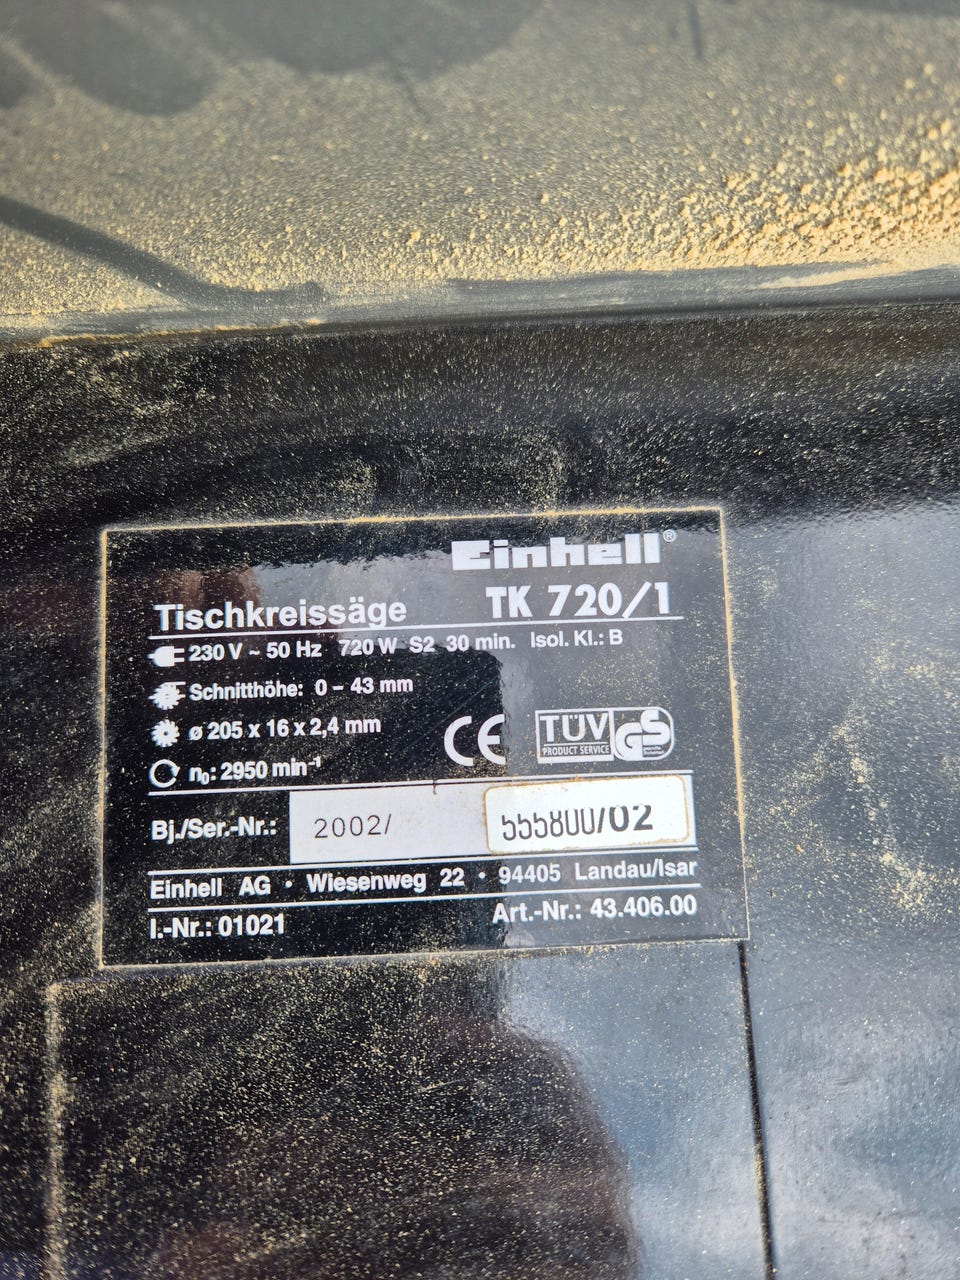 Einhell®
Tischkreissäge TK 720/1
230 V ~ 50 Hz 720 W S2 30 min. Isol. Kl.: B
Schnitthöhe: 0 – 43 mm
ø 205 x 16 x 2,4 mm
CE TÜV PRODUCT SERVICE GS
n₀: 2950 min⁻¹
Bj./Ser.-Nr.: 2002/ 555800/02
Einhell AG • Wiesenweg 22 • 94405 Landau/Isar
I.-Nr.: 01021 Art.-Nr.: 43.406.00